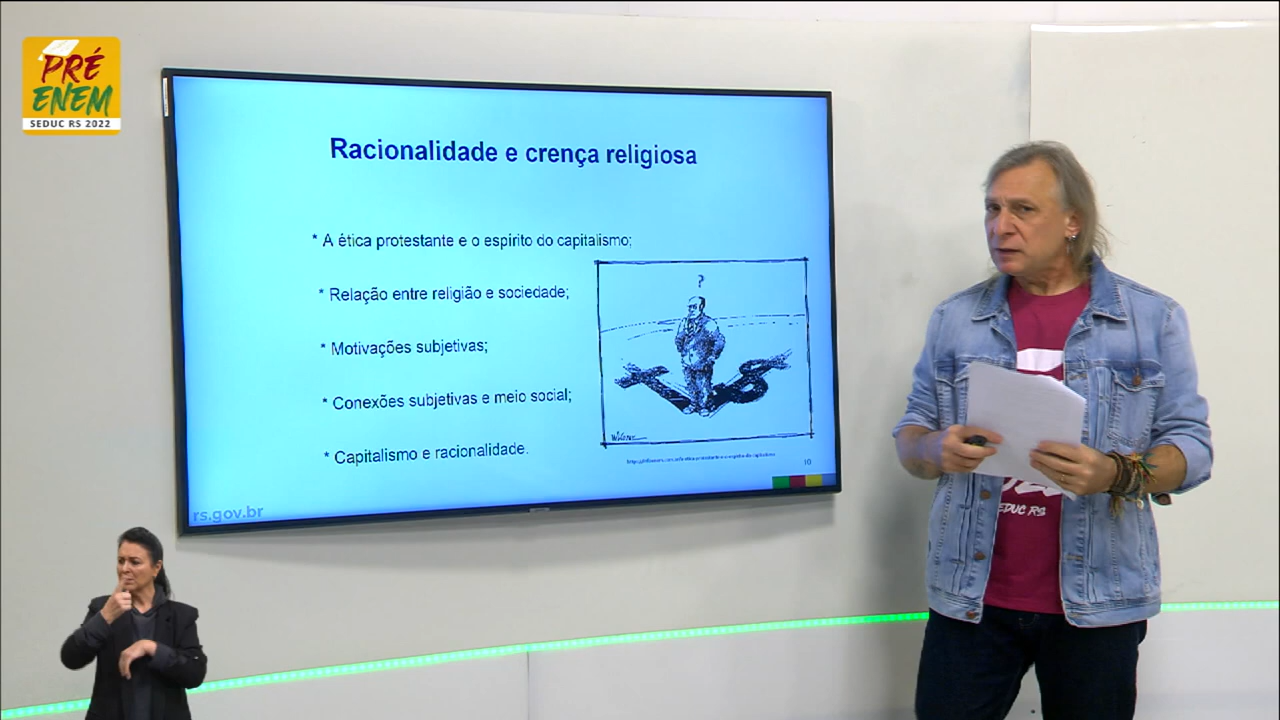 PRÉ
ENEM
SEDUC RS 2022
Racionalidade e crença religiosa
* A ética protestante e o espírito do capitalismo;
* Relação entre religião e sociedade;
* Motivações subjetivas;
* Conexões subjetivas e meio social;
* Capitalismo e racionalidade.
?
10
rs.gov.br
SEDUC RS